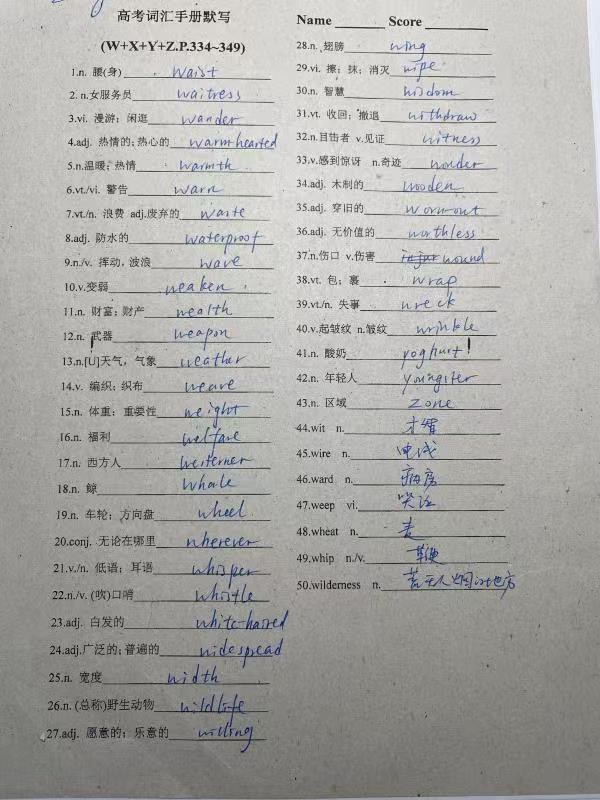 高考词汇手册默写
(W+X+Y+Z.P.334~349)
1.n. 腰(身) waist
2. n.女服务员 waitress
3.vi. 漫游；闲逛 wander
4.adj. 热情的；热心的 warm-hearted
5.n.温暖；热情 warmth
6.vt./vi. 警告 warn
7.vt./n. 浪费 adj.废弃的 waste
8.adj. 防水的 waterproof
9.n./v. 挥动，波浪 wave
10.v.变弱 weaken
11.n. 财富；财产 wealth
12.n. 武器 weapon
13.n.[U]天气，气象 weather
14.v. 编织；织布 weave
15.n. 体重；重要性 weight
16.n. 福利 welfare
17.n. 西方人 westerner
18.n. 鲸 whale
19.n. 车轮；方向盘 wheel
20.conj. 无论在哪里 wherever
21.v./n. 低语；耳语 whisper
22.n./v. (吹)口哨 whistle
23.adj. 白发的 white-haired
24.adj.广泛的；普遍的 widespread
25.n. 宽度 width
26.n. (总称)野生动物 wildlife
27.adj. 愿意的；乐意的 willing
Name Score
28.n. 翅膀 wing
29.vi. 擦；抹；消灭 wipe
30.n. 智慧 wisdom
31.vt. 收回；撤退 withdraw
32.n.目击者 v.见证 witness
33.v.感到惊讶 n.奇迹 wonder
34.adj. 木制的 wooden
35.adj. 穿旧的 wornout
36.adj. 无价值的 worthless
37.n.伤口 v.伤害 wound
38.vt. 包；裹 wrap
39.vt./n. 失事 wreck
40.v.起皱纹 n.皱纹 wrinkle
41.n. 酸奶 yoghurt!
42.n. 年轻人 youngster
43.n. 区域 zone
44.wit n. 才智
45.wire n. 电线
46.ward n. 病房
47.weep vi. 哭泣
48.wheat n. 麦
49.whip n./v. 鞭
50.wilderness n. 荒无人烟的地方